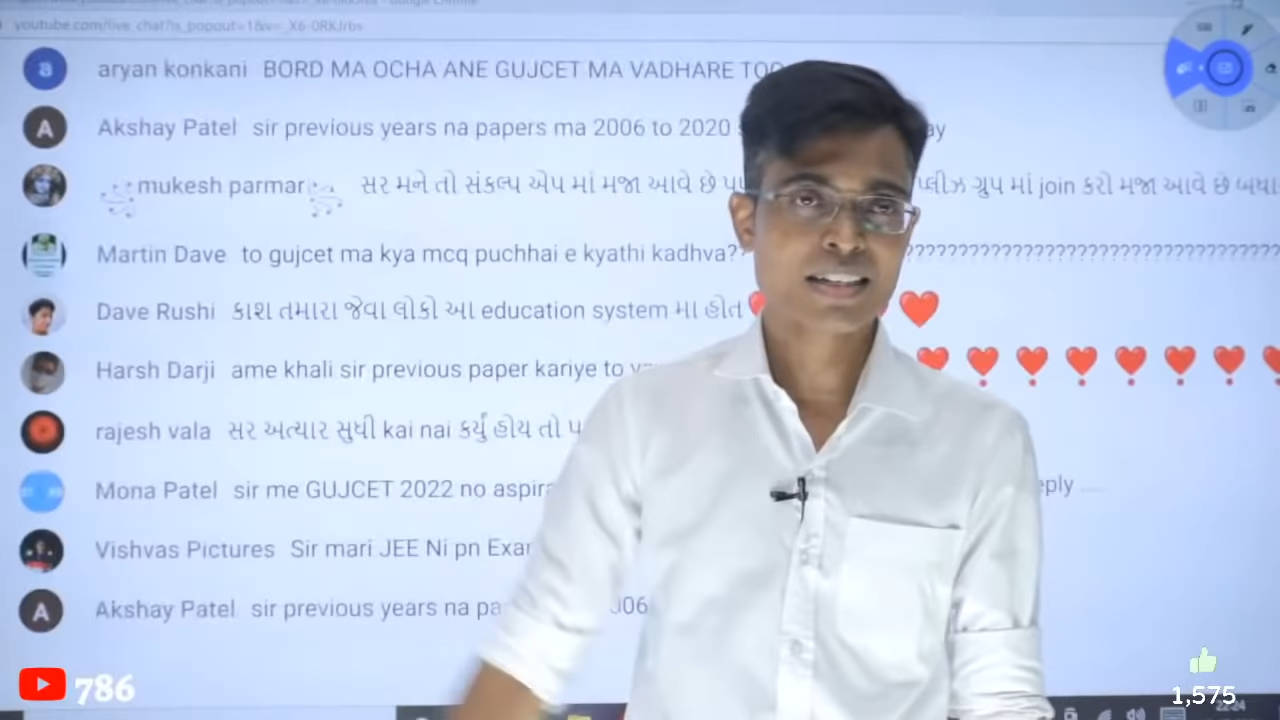 youtube.com/live_chat?is_popout=1&v=_X6-0RKJrbs
a aryan konkani BORD MA OCHA ANE GUJCET MA VADHARE TOO
A Akshay Patel sir previous years na papers ma 2006 to 2020
mukesh parmar સર મને તો સંકલ્પ એપ માં મજા આવે છે પ્લીઝ ગ્રુપ માં join કરો મજા આવે છે બધા
Martin Dave to gujcet ma kya mcq puchhai e kyathi kadhva??????????????????????????????????
Dave Rushi કાશ તમારા જેવા લોકો આ education system મા હોત
Harsh Darji ame khali sir previous paper kariye to
rajesh vala સર અત્યાર સુધી kai nai કર્યું હોય તો
Mona Patel sir me GUJCET 2022 no
Vishvas Pictures Sir mari JEE Ni pn
A Akshay Patel sir previous years na
786
1,575
22:24